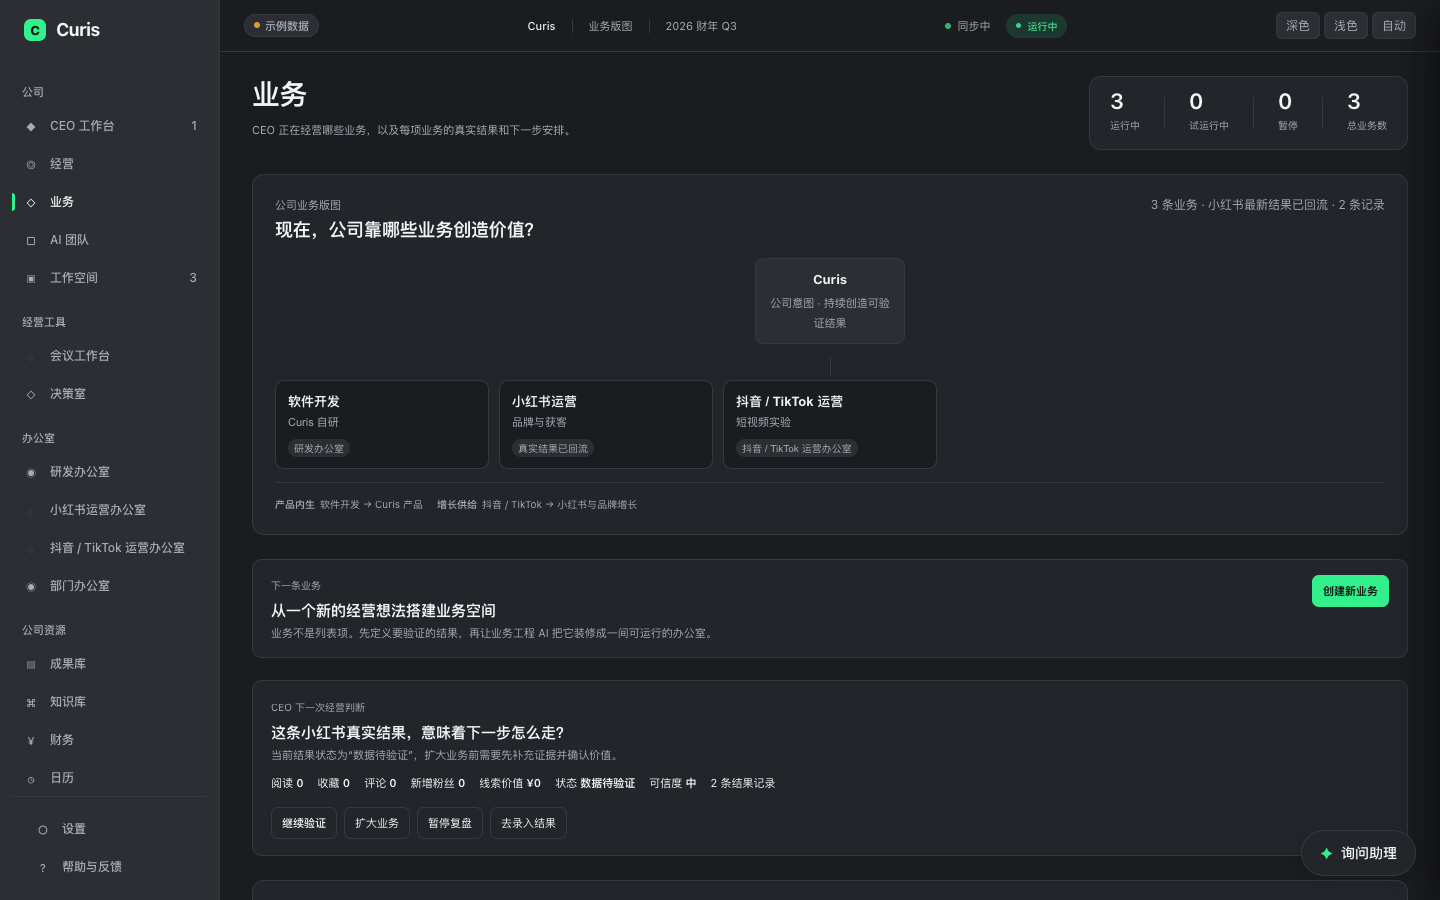 C Curis
公司
CEO 工作台 1
经营
业务
AI 团队
工作空间 3
经营工具
会议工作台
决策室
办公室
研发办公室
小红书运营办公室
抖音 / TikTok 运营办公室
部门办公室
公司资源
成果库
⌘ 知识库
¥ 财务
日历
设置
? 帮助与反馈
示例数据
Curis 业务版图 2026 财年 Q3
同步中 运行中
深色 浅色 自动
业务
CEO 正在经营哪些业务，以及每项业务的真实结果和下一步安排。
3 0 0 3
运行中 试运行中 暂停 总业务数
公司业务版图
3 条业务 · 小红书最新结果已回流 · 2 条记录
现在，公司靠哪些业务创造价值?
Curis
公司意图 · 持续创造可验
证结果
软件开发
Curis 自研
研发办公室
小红书运营
品牌与获客
真实结果已回流
抖音 / TikTok 运营
短视频实验
抖音 / TikTok 运营办公室
产品内生 软件开发 → Curis 产品 增长供给 抖音 / TikTok → 小红书与品牌增长
下一条业务
从一个新的经营想法搭建业务空间
业务不是列表项。先定义要验证的结果，再让业务工程 AI 把它装修成一间可运行的办公室。
创建新业务
CEO 下一次经营判断
这条小红书真实结果，意味着下一步怎么走?
当前结果状态为“数据待验证”，扩大业务前需要先补充证据并确认价值。
阅读 0 收藏 0 评论 0 新增粉丝 0 线索价值 ¥0 状态 数据待验证 可信度 中 2 条结果记录
继续验证 扩大业务 暂停复盘 去录入结果
询问助理